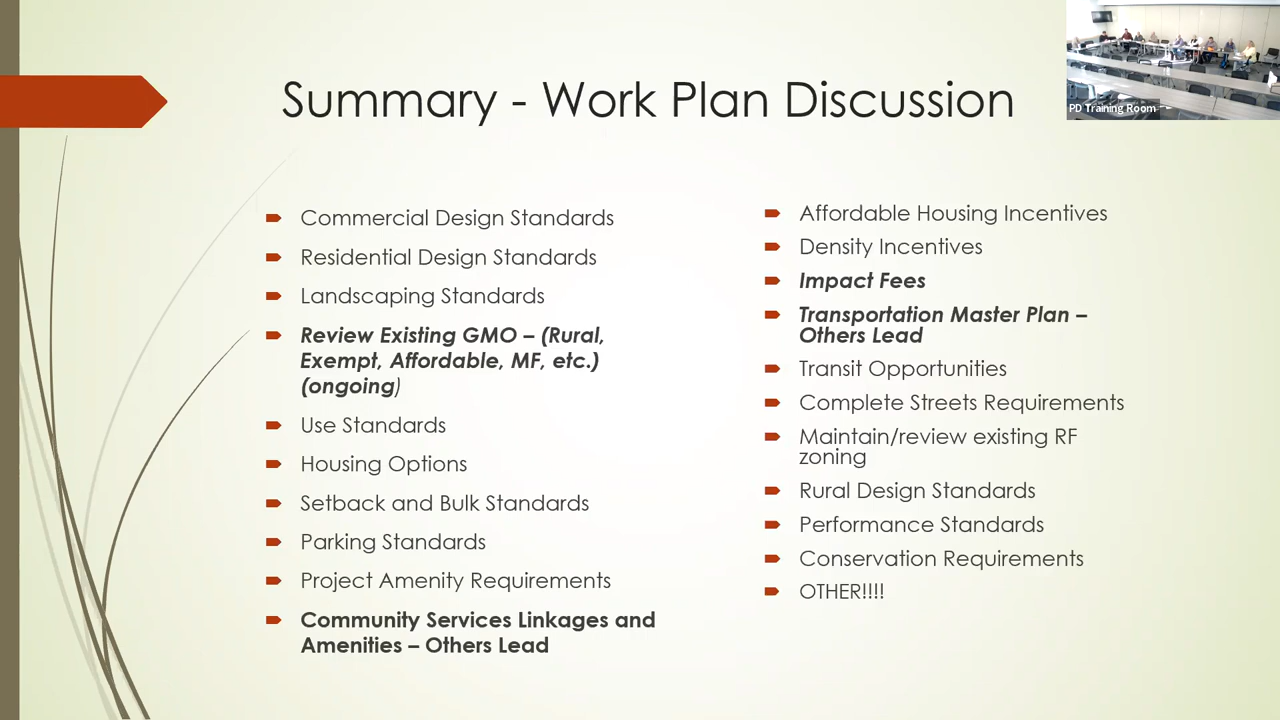 Summary - Work Plan Discussion
PD Training Room
Commercial Design Standards
Residential Design Standards
Landscaping Standards
Review Existing GMO – (Rural,
Exempt, Affordable, MF, etc.)
(ongoing)
Use Standards
Housing Options
Setback and Bulk Standards
Parking Standards
Project Amenity Requirements
Community Services Linkages and
Amenities – Others Lead
Affordable Housing Incentives
Density Incentives
Impact Fees
Transportation Master Plan –
Others Lead
Transit Opportunities
Complete Streets Requirements
Maintain/review existing RF
zoning
Rural Design Standards
Performance Standards
Conservation Requirements
OTHER!!!!